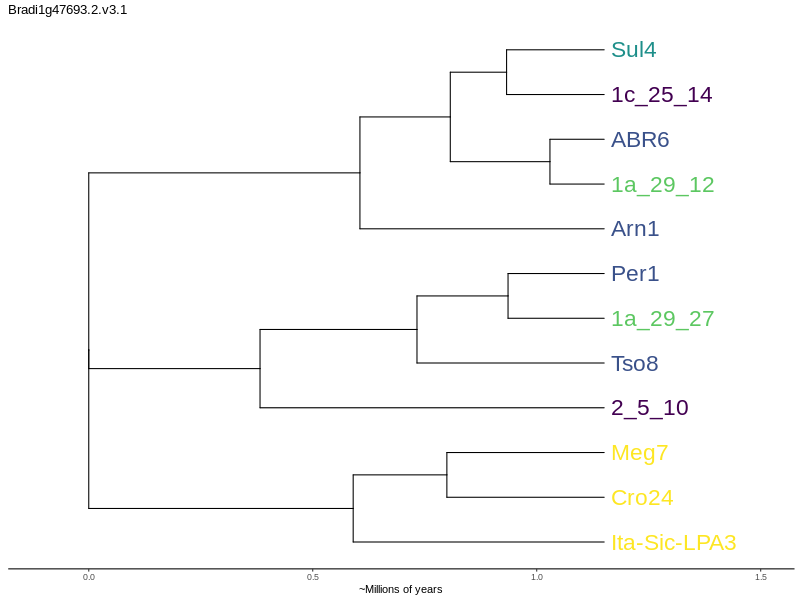 Bradi1g47693.2.v3.1
Sul4
1c_25_14
ABR6
1a_29_12
Arn1
Per1
1a_29_27
Tso8
2_5_10
Meg7
Cro24
Ita-Sic-LPA3
0.0 0.5 1.0 1.5
~Millions of years